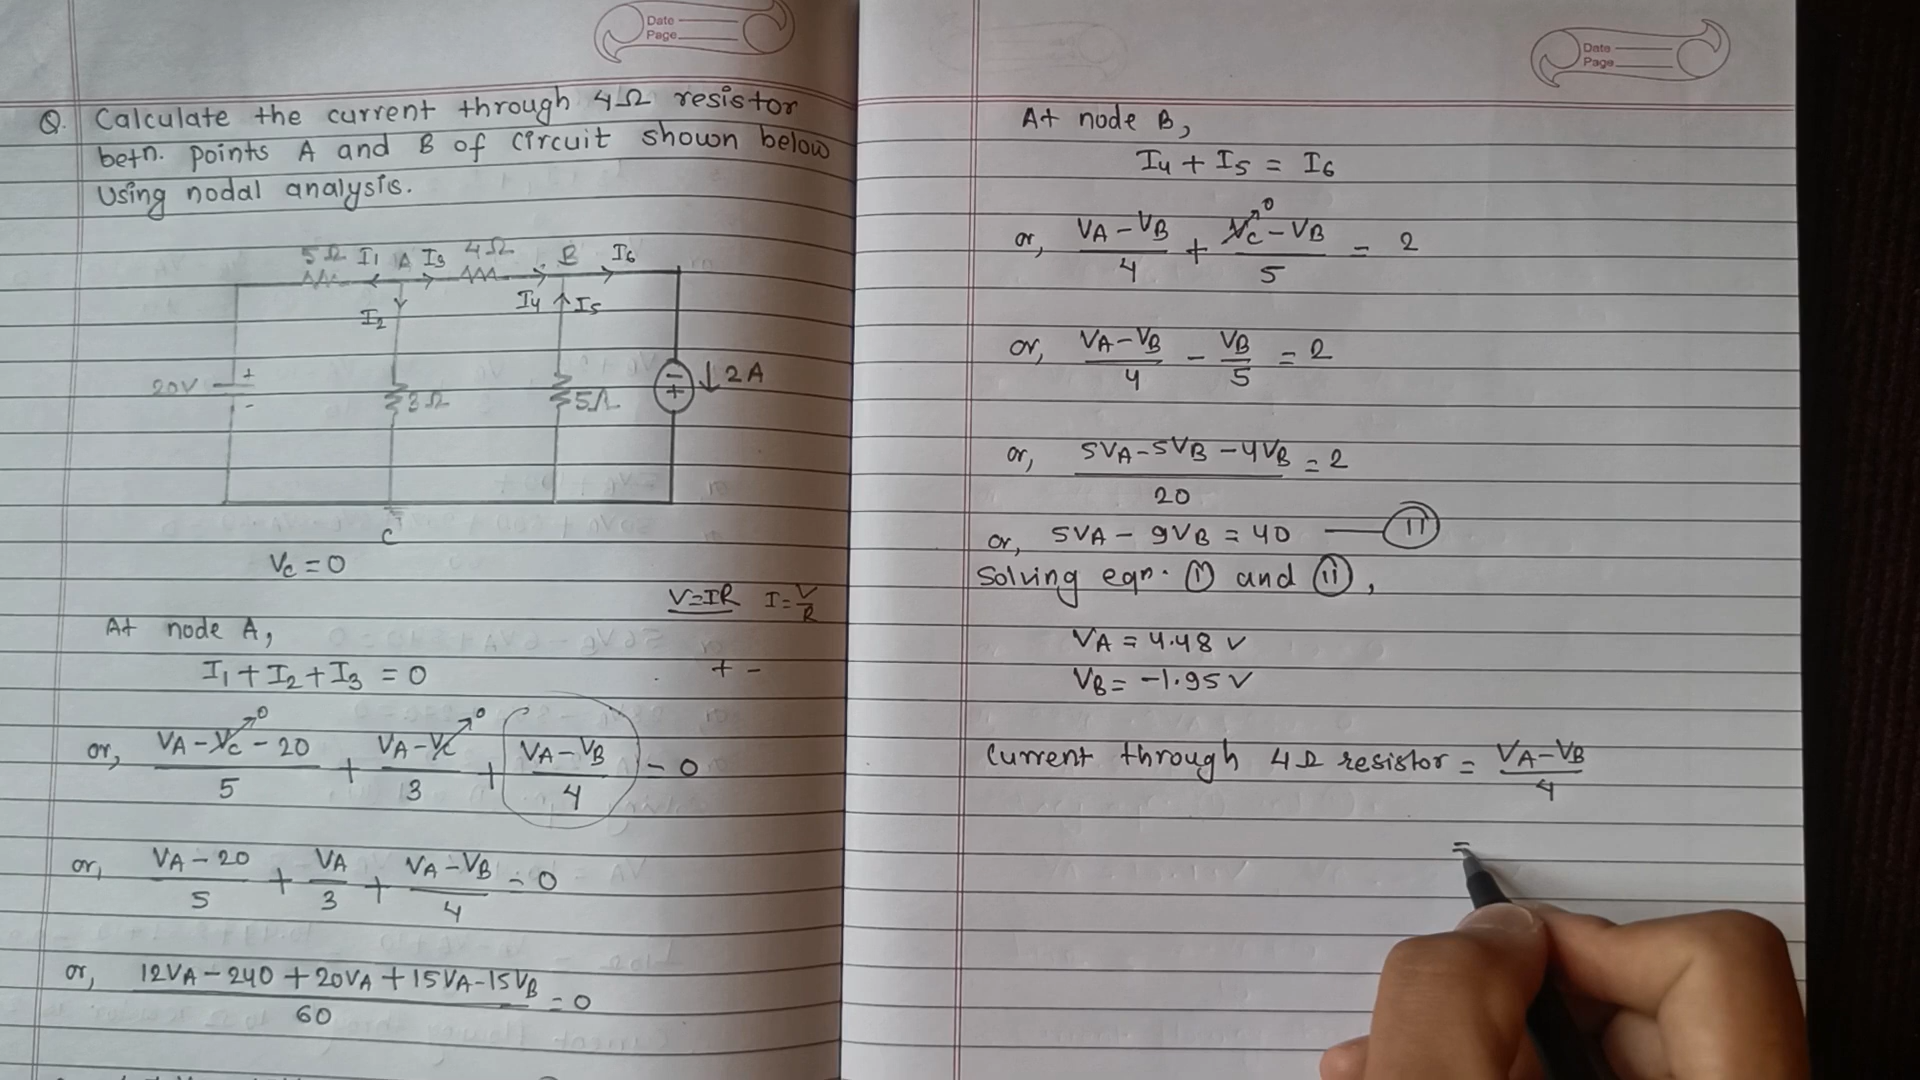 Date
Page
Q. Calculate the current through 4Ω resistor
betn. points A and B of circuit shown below
Using nodal analysis.
5Ω I₁ A I₃ 4Ω B I₆
I₂ I₄ I₅
20V + - 3Ω 5Ω - + 2A
C
Vc = 0
V=IR I=V/R
At node A,
I₁ + I₂ + I₃ = 0
+ -
or, (VA - Vc↗0 - 20)/5 + (VA - Vc↗0)/3 + (VA - VB)/4 = 0
or, (VA - 20)/5 + VA/3 + (VA - VB)/4 = 0
or, (12VA - 240 + 20VA + 15VA - 15VB)/60 = 0
Date
Page
At node B,
I₄ + I₅ = I₆
or, (VA - VB)/4 + (Vc↗0 - VB)/5 = 2
or, (VA - VB)/4 - VB/5 = 2
or, (5VA - 5VB - 4VB)/20 = 2
or, 5VA - 9VB = 40 — (II)
Solving eqn. (I) and (II),
VA = 4.48 V
VB = -1.95 V
Current through 4Ω resistor = (VA - VB)/4
=